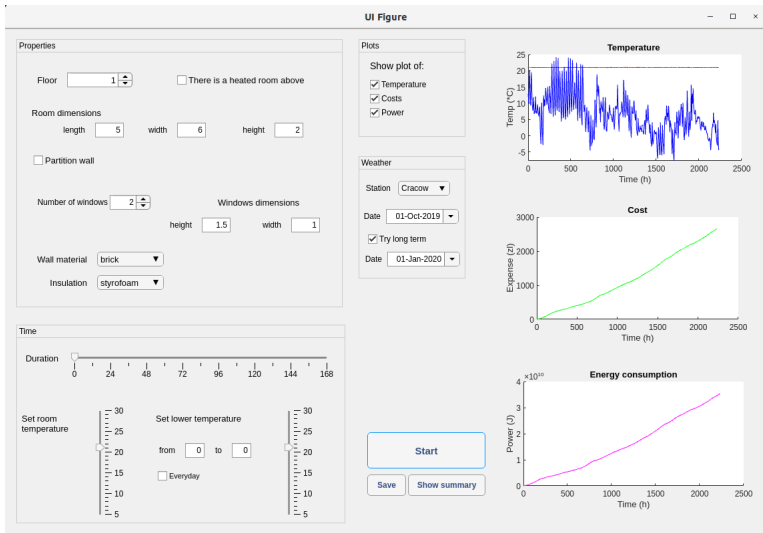 UI Figure
Properties
Floor 1 There is a heated room above
Room dimensions
length 5 width 6 height 2
Partition wall
Number of windows 2 Windows dimensions
height 1.5 width 1
Wall material brick
Insulation styrofoam
Plots
Show plot of:
Temperature
Costs
Power
Weather
Station Cracow
Date 01-Oct-2019
Try long term
Date 01-Jan-2020
Time
Duration
0 24 48 72 96 120 144 168
Set room
temperature
30
25
20
15
10
5
Set lower temperature
from 0 to 0
Everyday
30
25
20
15
10
5
Start
Save Show summary
Temperature
Temp (°C)
25
20
15
10
5
0
-5
0 500 1000 1500 2000 2500
Time (h)
Cost
Expense (zl)
3000
2000
1000
0
0 500 1000 1500 2000 2500
Time (h)
Energy consumption
×10¹⁰
Power (J)
4
3
2
1
0
0 500 1000 1500 2000 2500
Time (h)